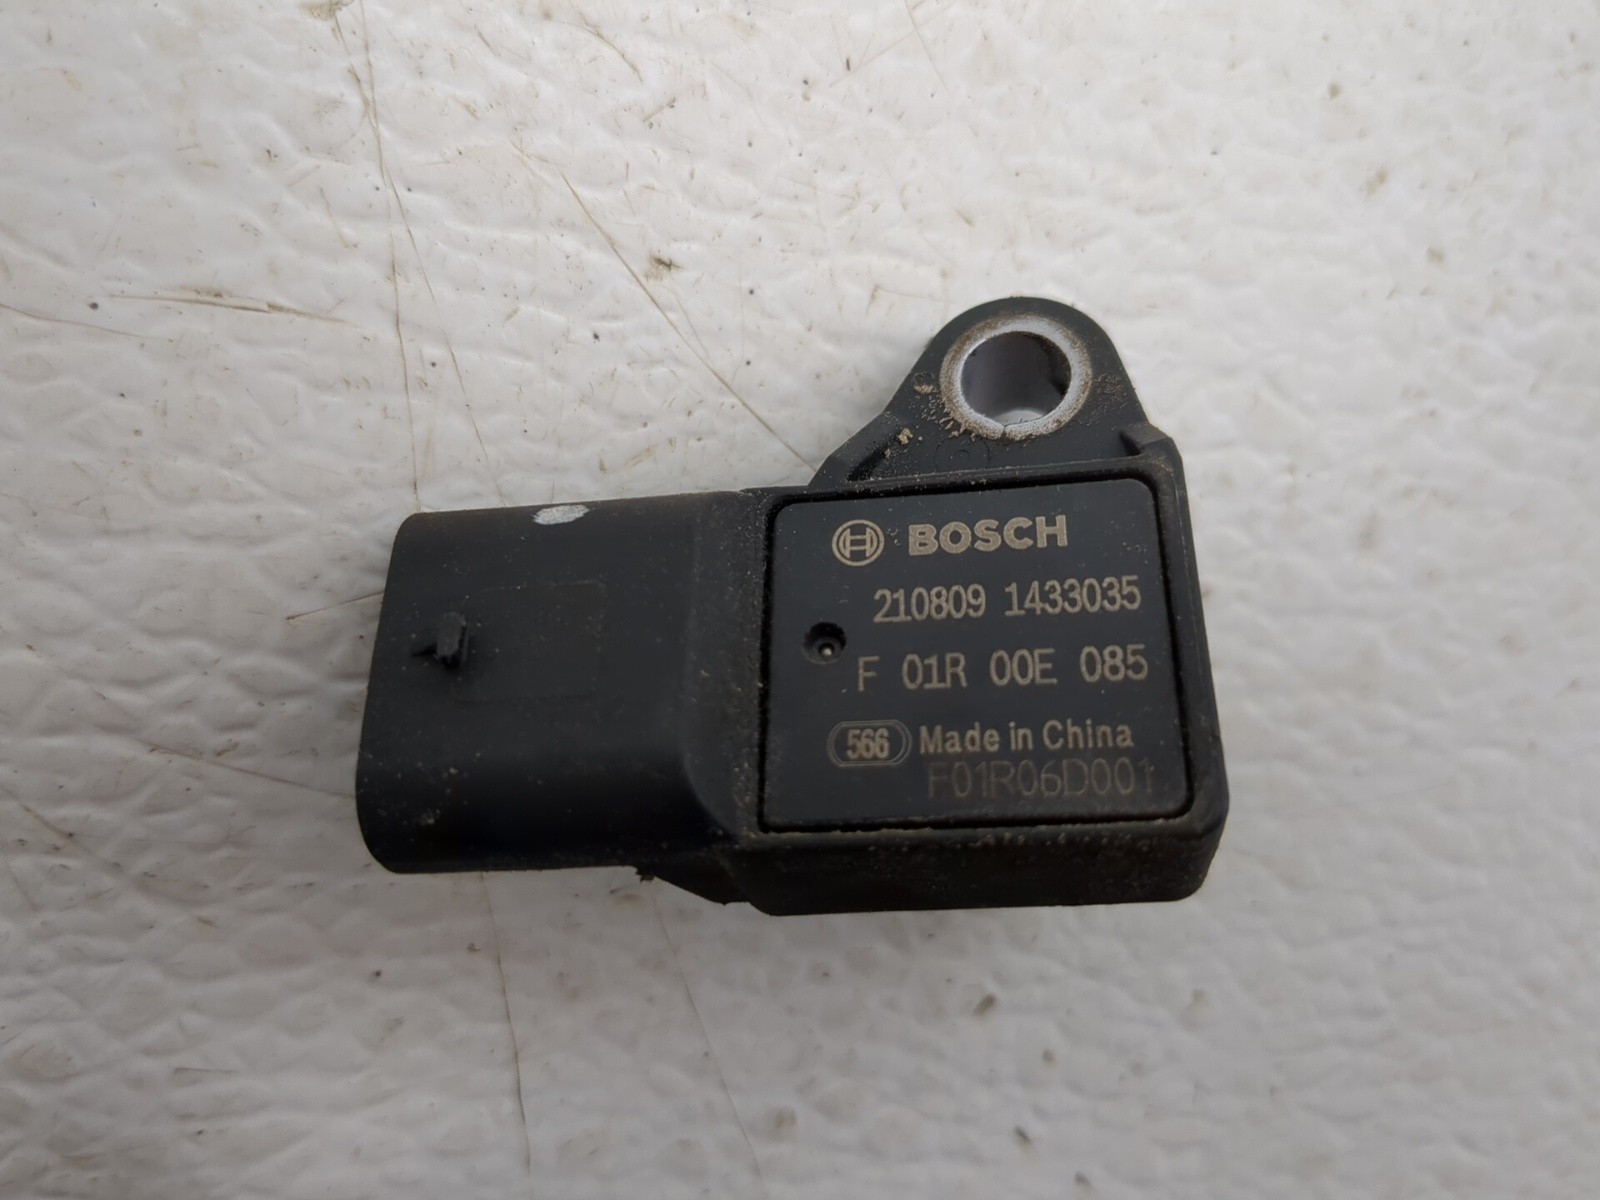 BOSCH
210809 1433035
F 01R 00E 085
566 Made in China
F01R06D001